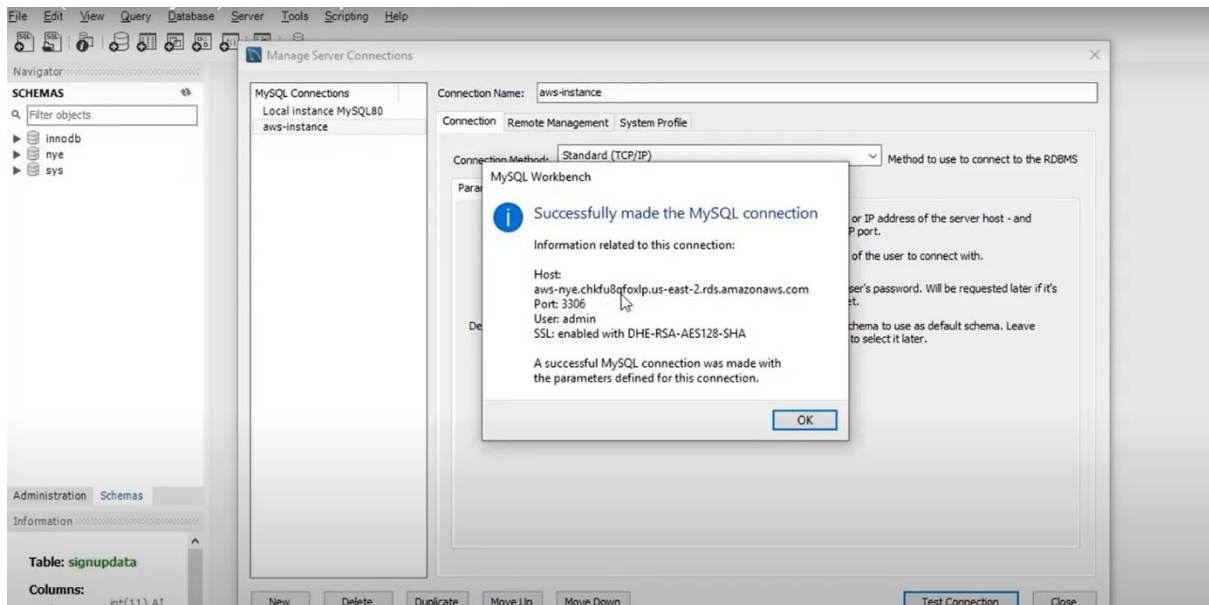 File Edit View Query Database Server Tools Scripting Help
Manage Server Connections
Navigator
SCHEMAS
Filter objects
innodb
nye
sys
MySQL Connections
Local instance MySQL80
aws-instance
Connection Name: aws-instance
Connection Remote Management System Profile
Connection Method: Standard (TCP/IP) Method to use to connect to the RDBMS
MySQL Workbench
Successfully made the MySQL connection
Information related to this connection:
Host:
aws-nye.chkfu8qfoxlp.us-east-2.rds.amazonaws.com
Port: 3306
User: admin
SSL: enabled with DHE-RSA-AES128-SHA
A successful MySQL connection was made with
the parameters defined for this connection.
OK
or IP address of the server host - and
port.
of the user to connect with.
password. Will be requested later if it's
to use as default schema. Leave
to select it later.
Administration Schemas
Information
Table: signupdata
Columns:
int(11) AI
New Delete Duplicate Move Up Move Down Test Connection Close